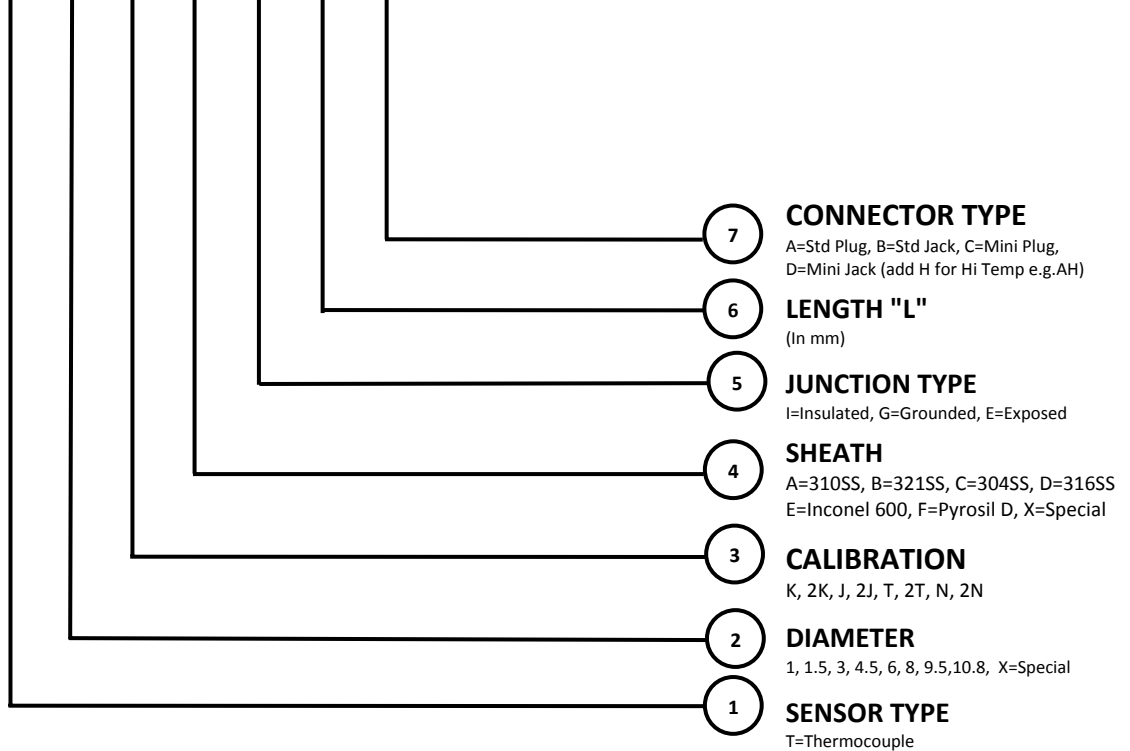 7
CONNECTOR TYPE
A=Std Plug, B=Std Jack, C=Mini Plug,
D=Mini Jack (add H for Hi Temp e.g.AH)
6
LENGTH "L"
(In mm)
5
JUNCTION TYPE
I=Insulated, G=Grounded, E=Exposed
4
SHEATH
A=310SS, B=321SS, C=304SS, D=316SS
E=Inconel 600, F=Pyrosil D, X=Special
3
CALIBRATION
K, 2K, J, 2J, T, 2T, N, 2N
2
DIAMETER
1, 1.5, 3, 4.5, 6, 8, 9.5,10.8, X=Special
1
SENSOR TYPE
T=Thermocouple